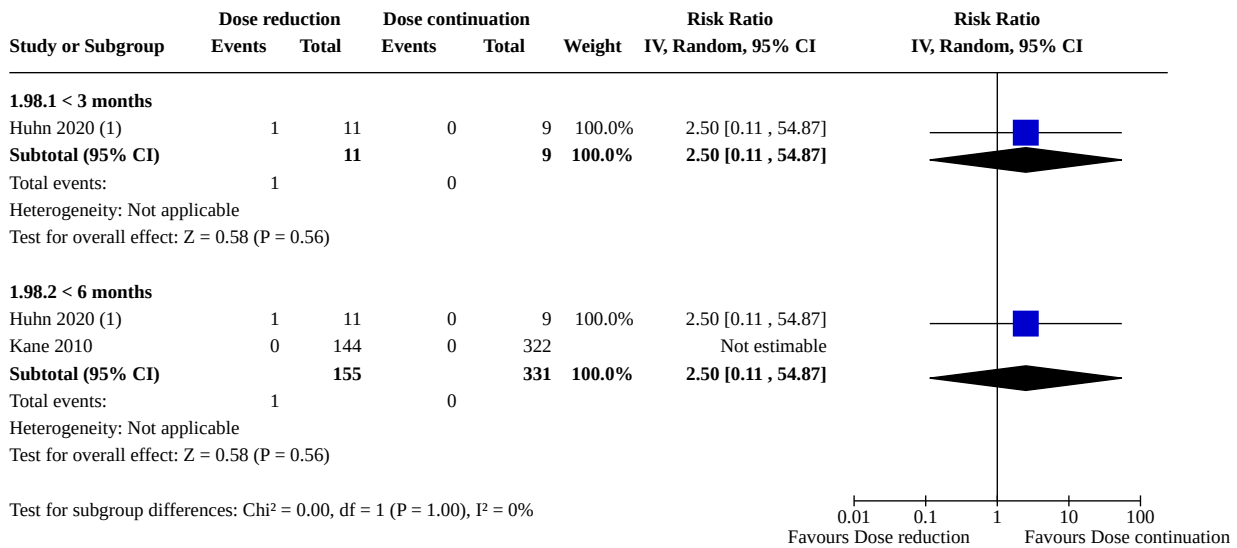 Dose reduction Dose continuation Risk Ratio Risk Ratio
Study or Subgroup Events Total Events Total Weight IV, Random, 95% CI IV, Random, 95% CI
1.98.1 < 3 months
Huhn 2020 (1) 1 11 0 9 100.0% 2.50 [0.11 , 54.87]
Subtotal (95% CI) 11 9 100.0% 2.50 [0.11 , 54.87]
Total events: 1 0
Heterogeneity: Not applicable
Test for overall effect: Z = 0.58 (P = 0.56)
1.98.2 < 6 months
Huhn 2020 (1) 1 11 0 9 100.0% 2.50 [0.11 , 54.87]
Kane 2010 0 144 0 322 Not estimable
Subtotal (95% CI) 155 331 100.0% 2.50 [0.11 , 54.87]
Total events: 1 0
Heterogeneity: Not applicable
Test for overall effect: Z = 0.58 (P = 0.56)
Test for subgroup differences: Chi² = 0.00, df = 1 (P = 1.00), I² = 0%
0.01 0.1 1 10 100
Favours Dose reduction Favours Dose continuation